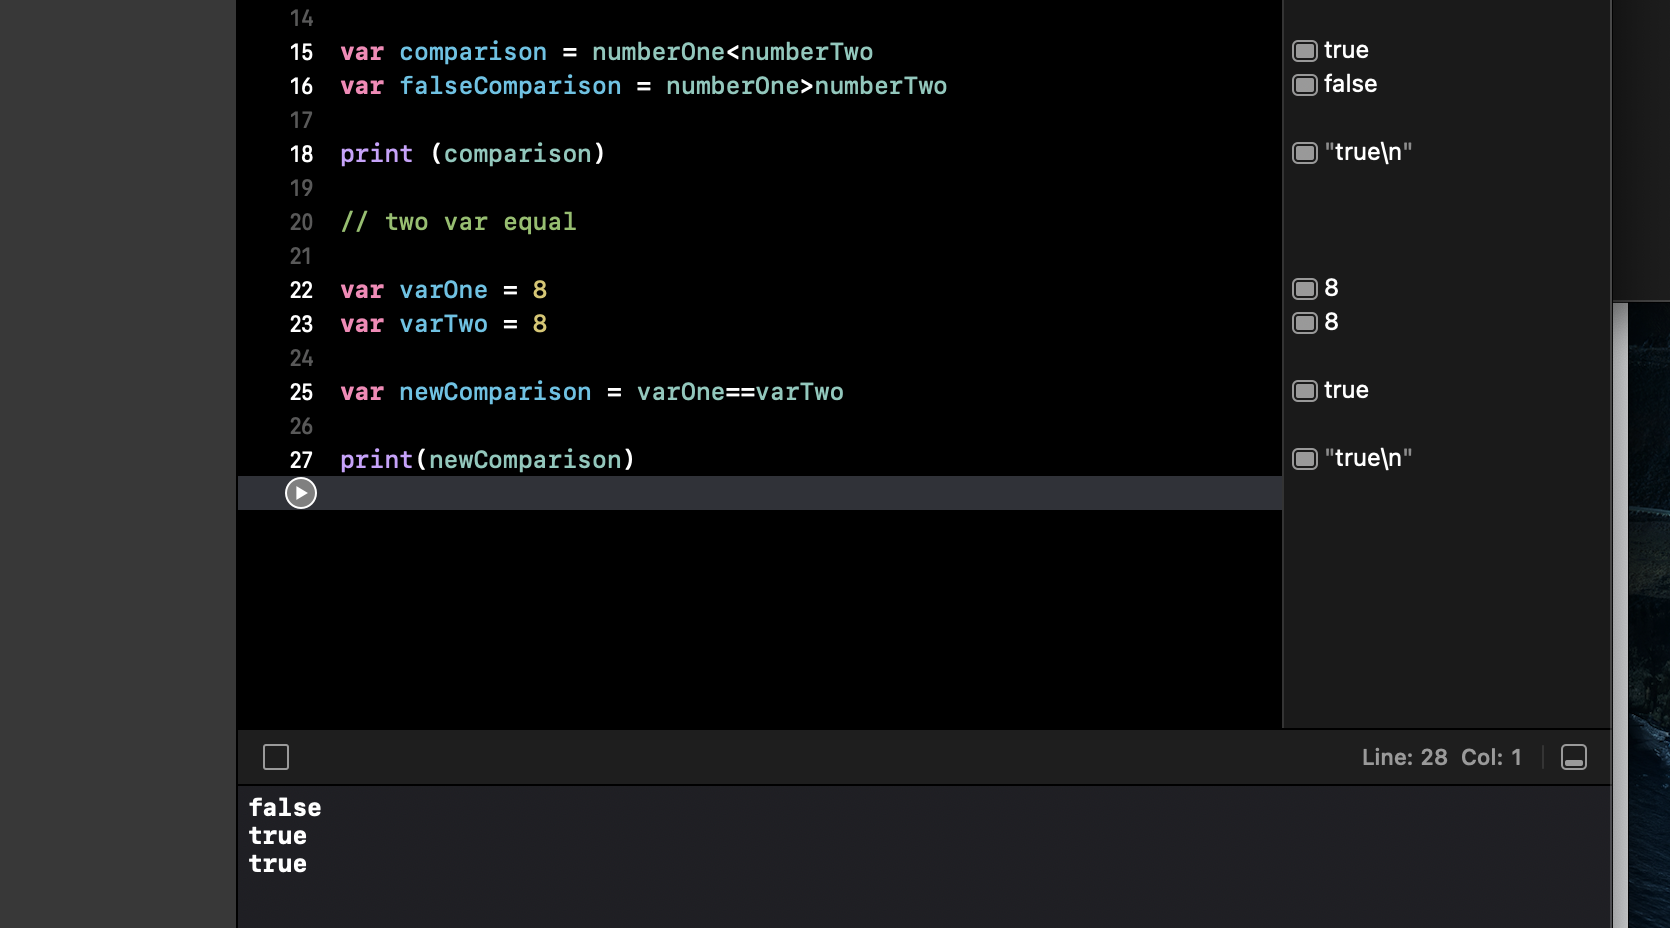 14
15 var comparison = numberOne<numberTwo true
16 var falseComparison = numberOne>numberTwo false
17
18 print (comparison) "true\n"
19
20 // two var equal
21
22 var varOne = 8 8
23 var varTwo = 8 8
24
25 var newComparison = varOne==varTwo true
26
27 print(newComparison) "true\n"
Line: 28 Col: 1
false
true
true